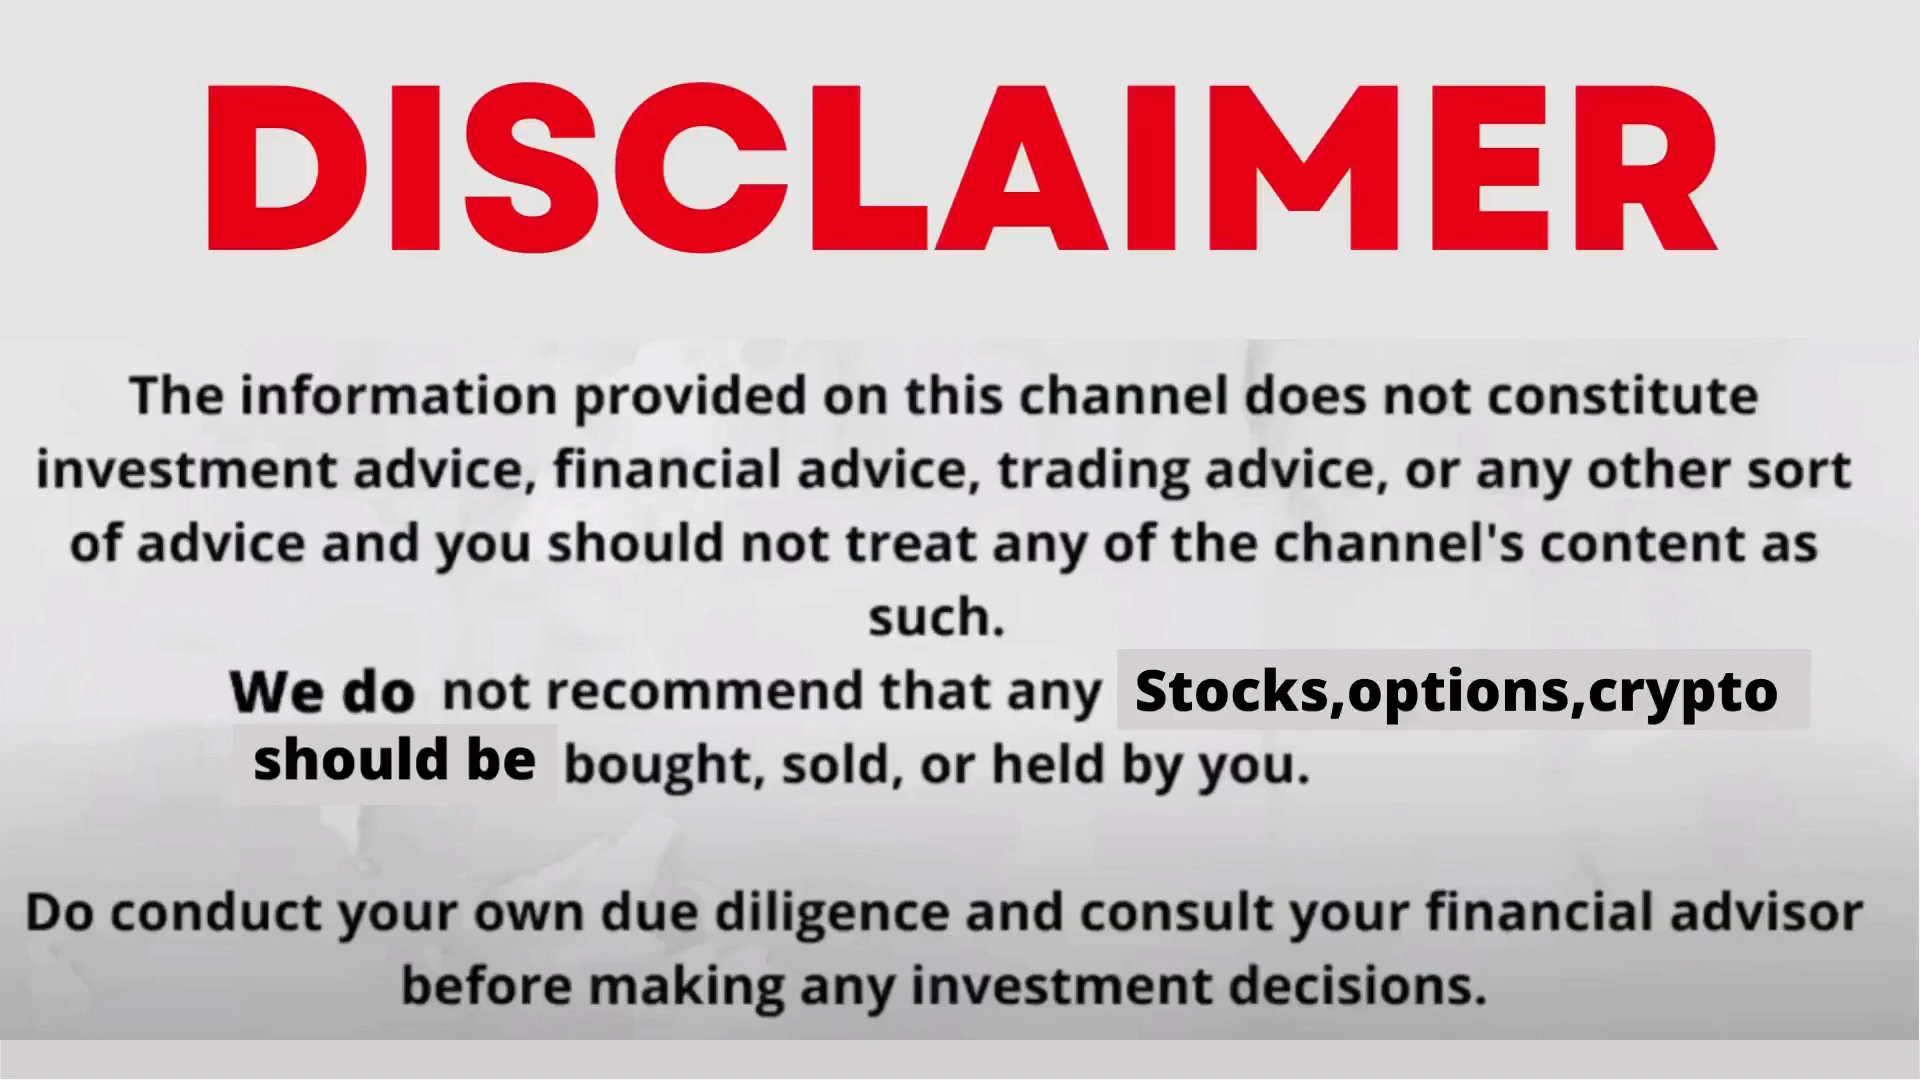 DISCLAIMER
The information provided on this channel does not constitute
investment advice, financial advice, trading advice, or any other sort
of advice and you should not treat any of the channel's content as
such.
We do not recommend that any Stocks,options,crypto
should be bought, sold, or held by you.
Do conduct your own due diligence and consult your financial advisor
before making any investment decisions.